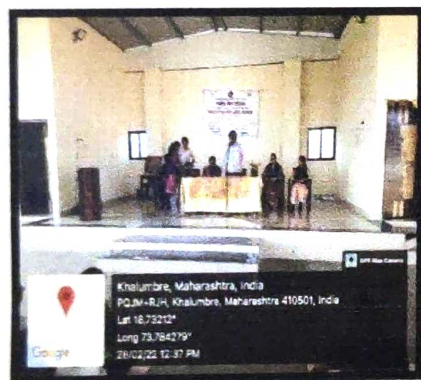 GPS Map Camera
Khalumbre, Maharashtra, India
PQJM+RJH, Khalumbre, Maharashtra 410501, India
Lat 18.73212°
Long 73.784279°
28/02/22 12:37 PM
Google